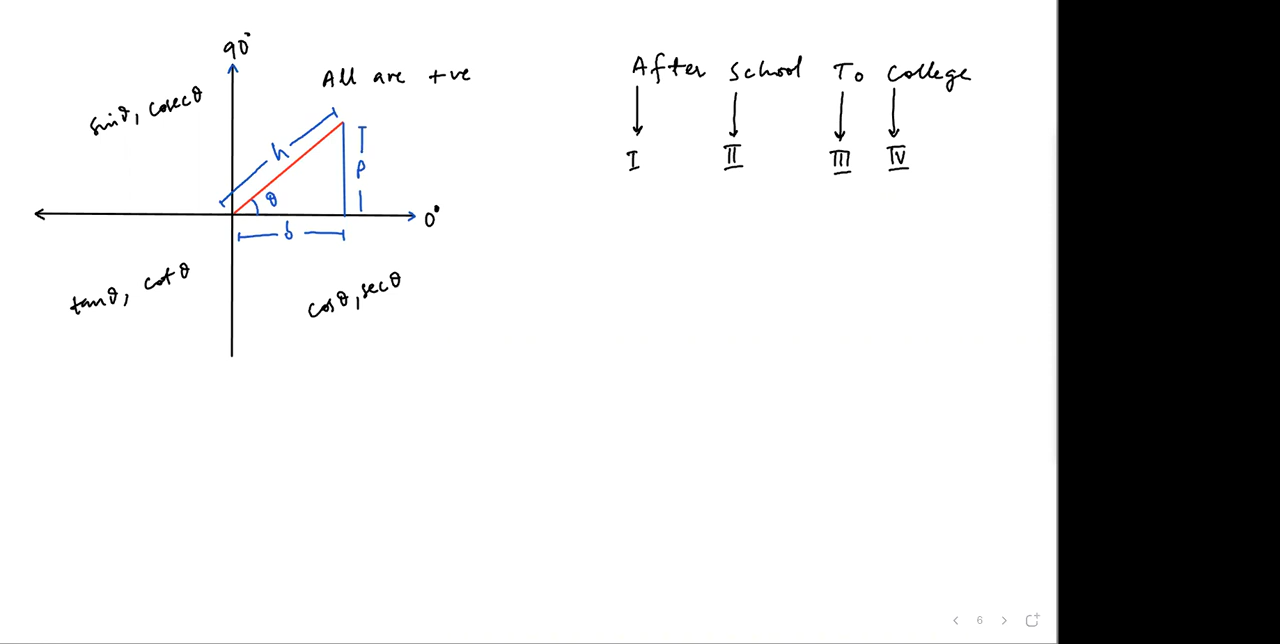 90°
All are +ve
sinθ, cosecθ
h
P
θ
0°
b
tanθ, cotθ
cosθ, secθ
After School To College
I II III IV
6